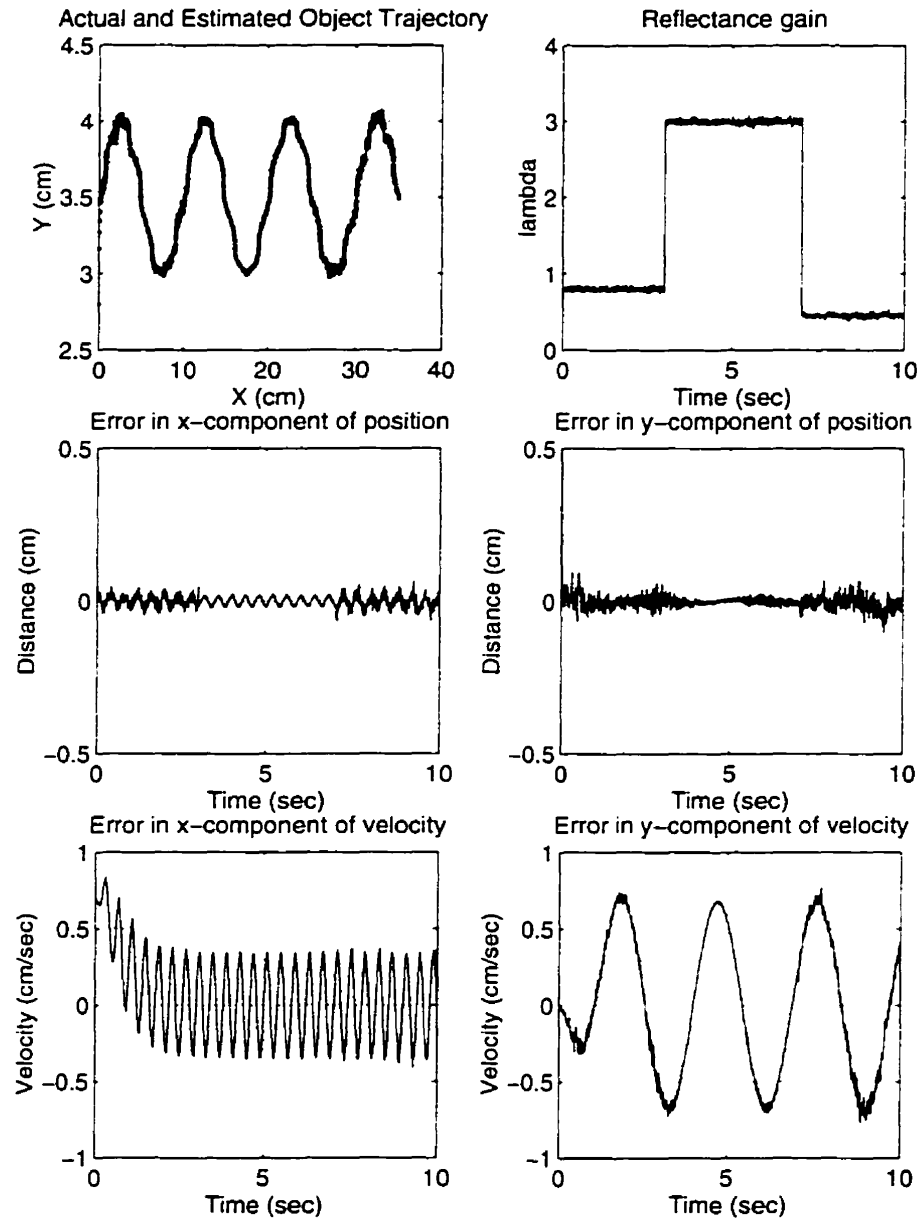 Actual and Estimated Object Trajectory
4.5
4
3.5
3
2.5
Y (cm)
0 10 20 30 40
X (cm)
Reflectance gain
4
3
2
1
0
lambda
0 5 10
Time (sec)
Error in x-component of position
0.5
0
-0.5
Distance (cm)
0 5 10
Time (sec)
Error in y-component of position
0.5
0
-0.5
Distance (cm)
0 5 10
Time (sec)
Error in x-component of velocity
1
0.5
0
-0.5
-1
Velocity (cm/sec)
0 5 10
Time (sec)
Error in y-component of velocity
1
0.5
0
-0.5
-1
Velocity (cm/sec)
0 5 10
Time (sec)